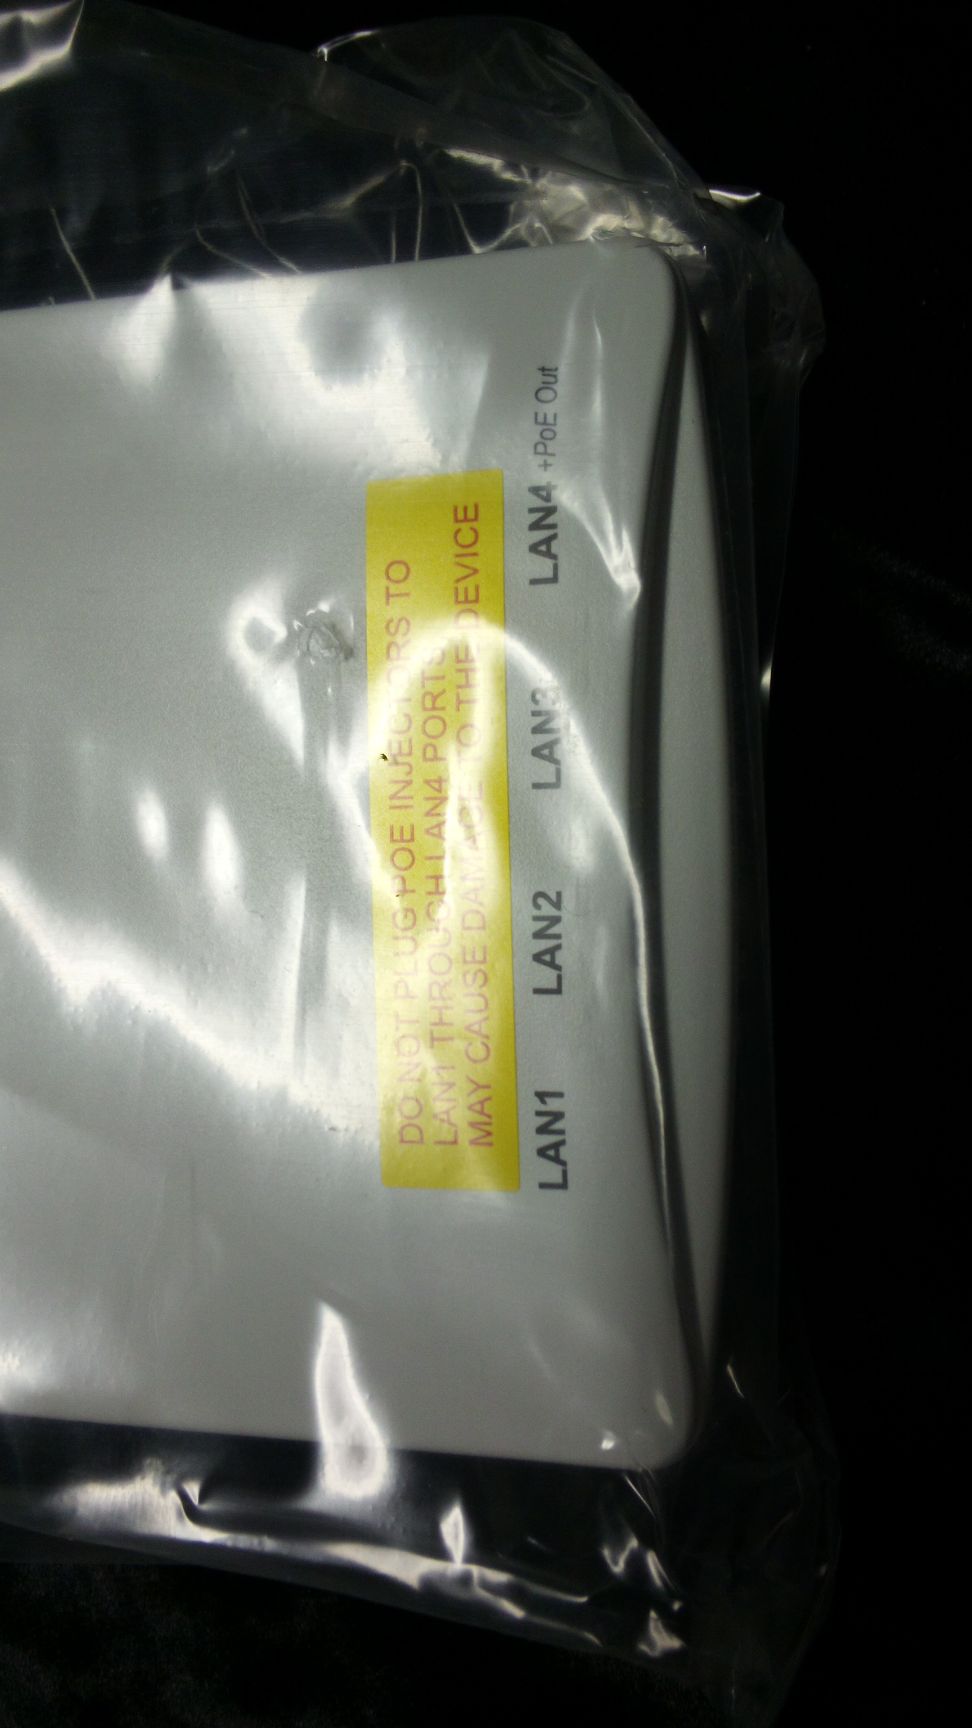 DO NOT PLUG POE INJECTORS TO
LAN1 THROUGH LAN4 PORTS
MAY CAUSE DAMAGE TO THE DEVICE
LAN1 LAN2 LAN3 LAN4 +PoE Out